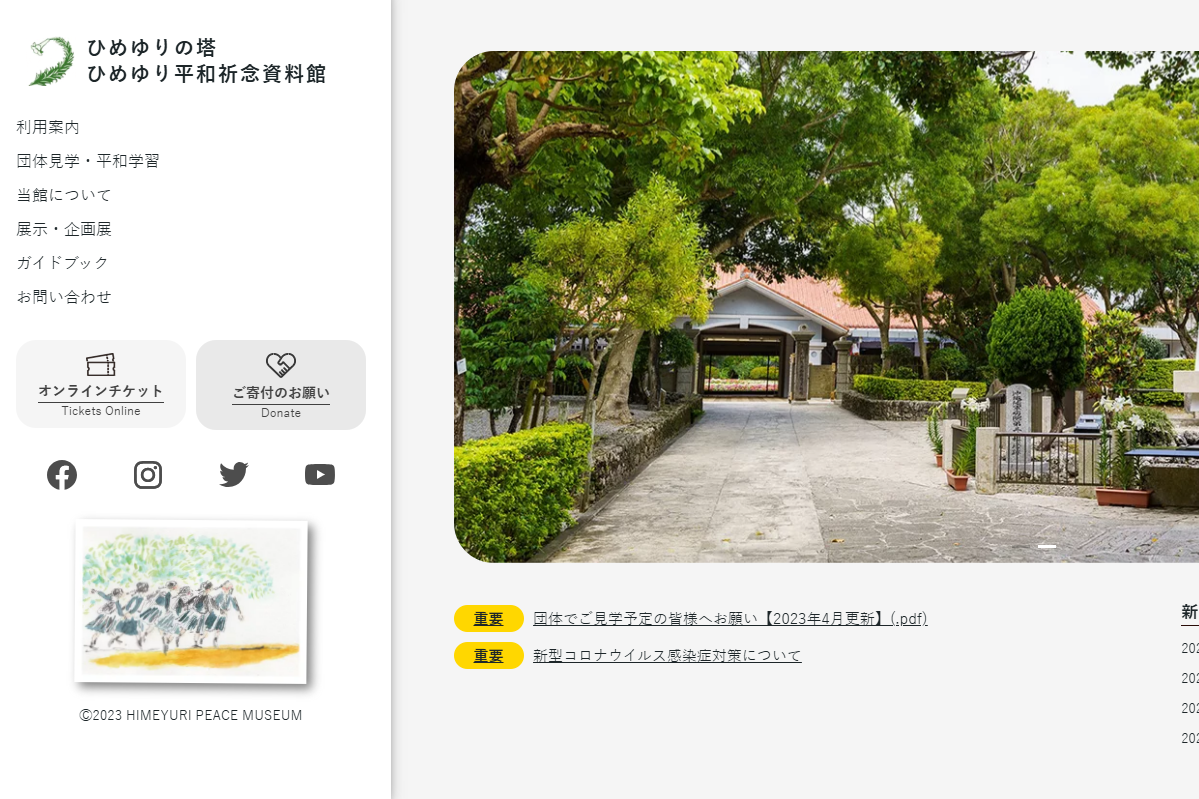 ひめゆりの塔
ひめゆり平和祈念資料館
利用案内
団体見学・平和学習
当館について
展示・企画展
ガイドブック
お問い合わせ
オンラインチケット
Tickets Online
ご寄付のお願い
Donate
©2023 HIMEYURI PEACE MUSEUM
重要 団体でご見学予定の皆様へお願い【2023年4月更新】(.pdf)
重要 新型コロナウイルス感染症対策について
新
202
202
202
202